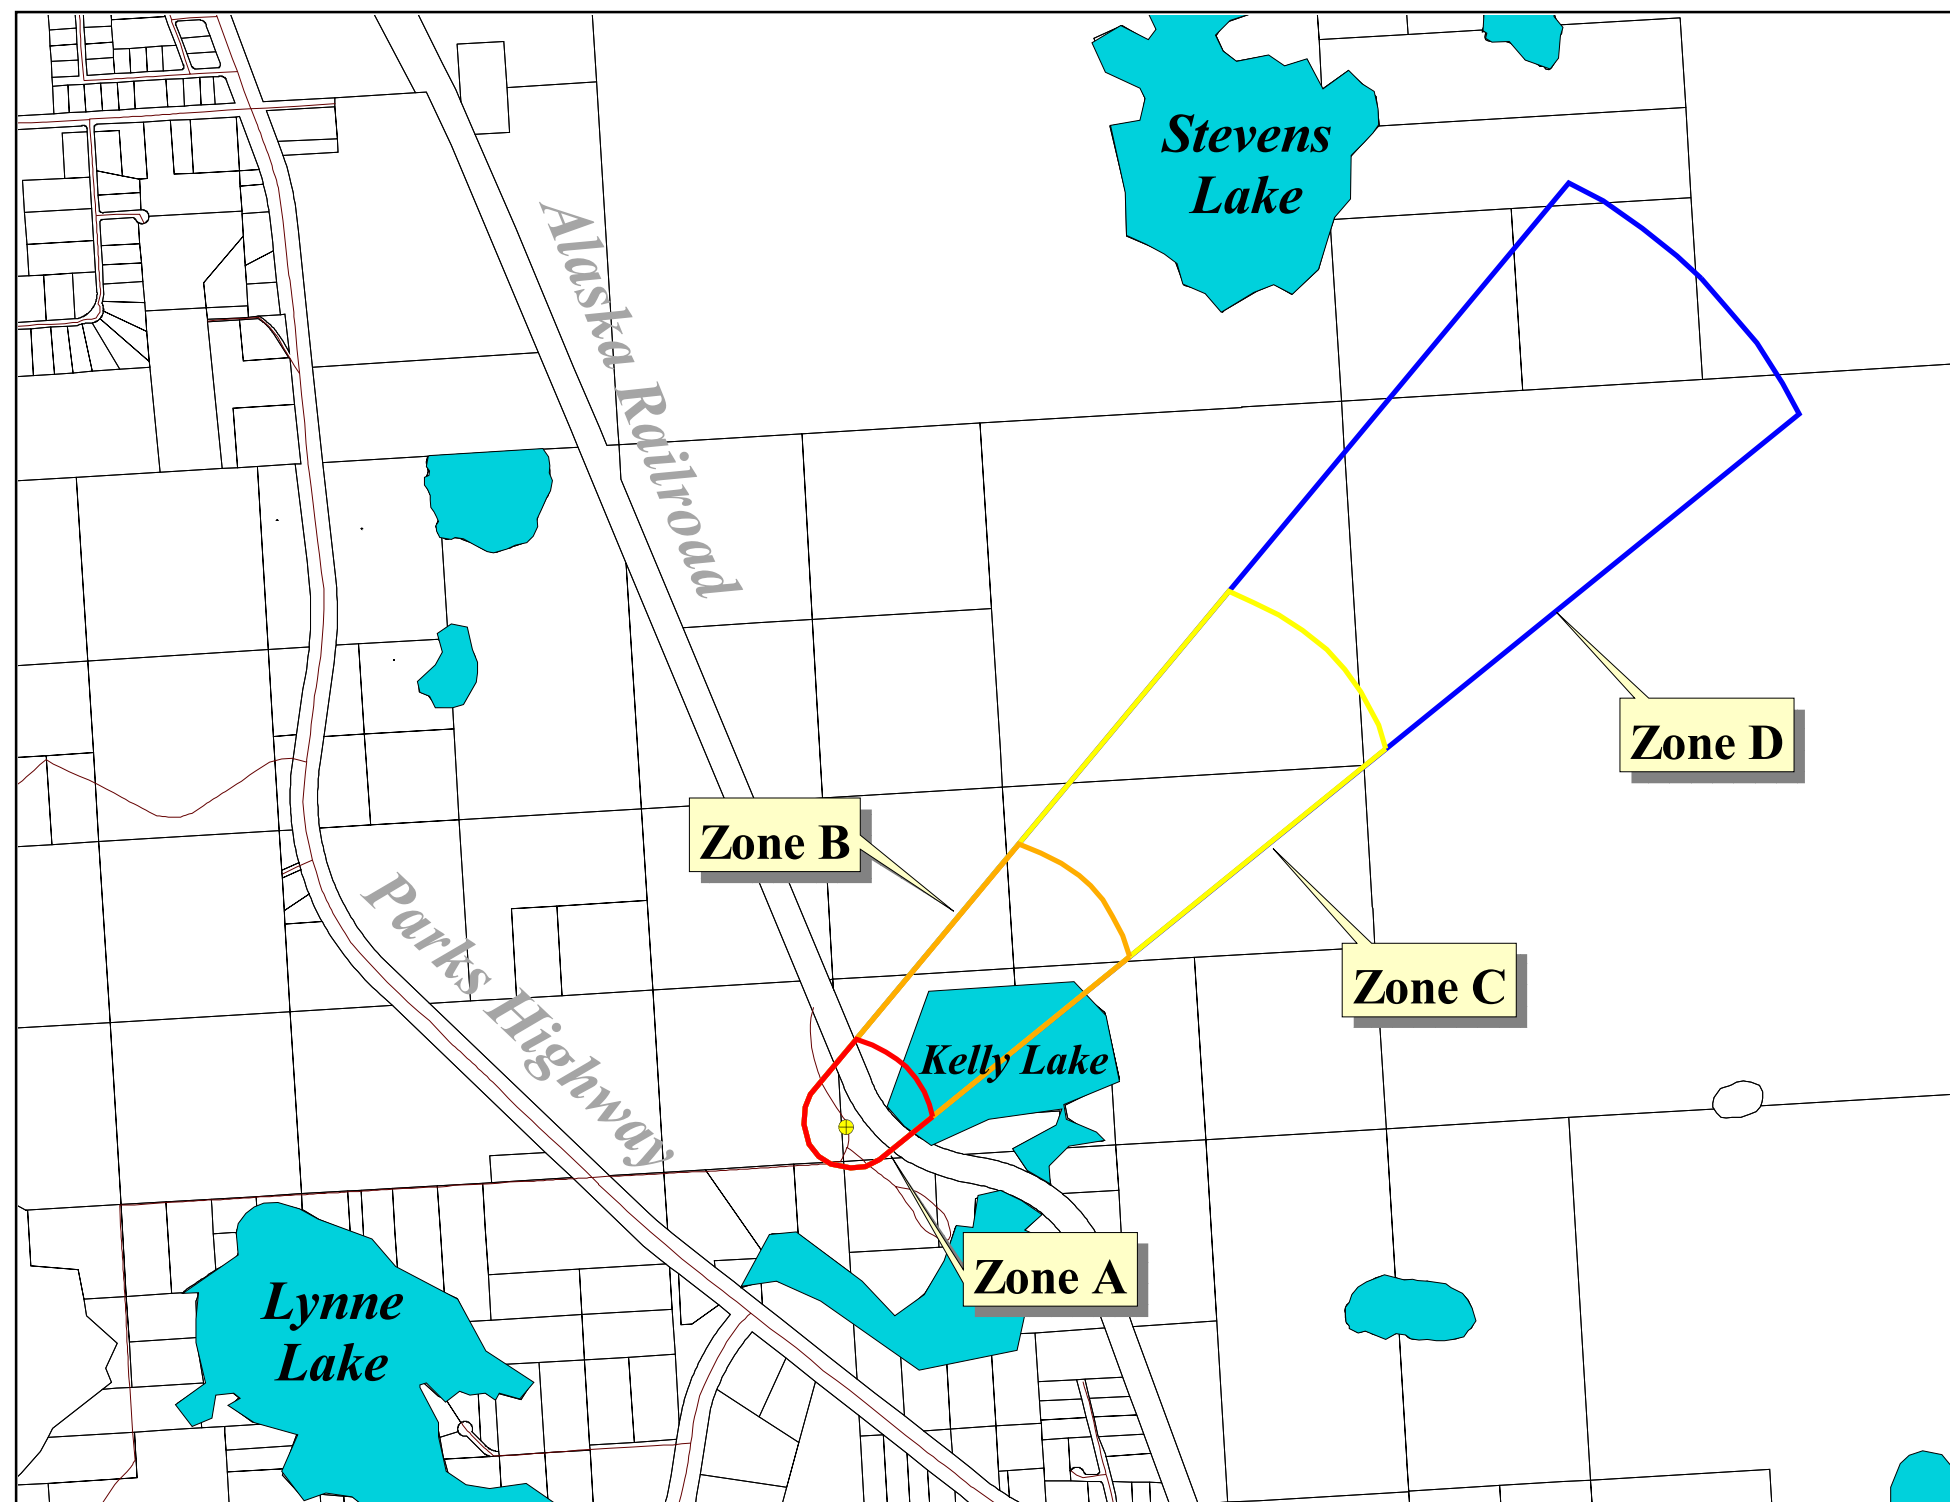 Stevens
Lake
Alaska Railroad
Zone D
Zone B
Parks Highway
Zone C
Kelly Lake
Zone A
Lynne
Lake